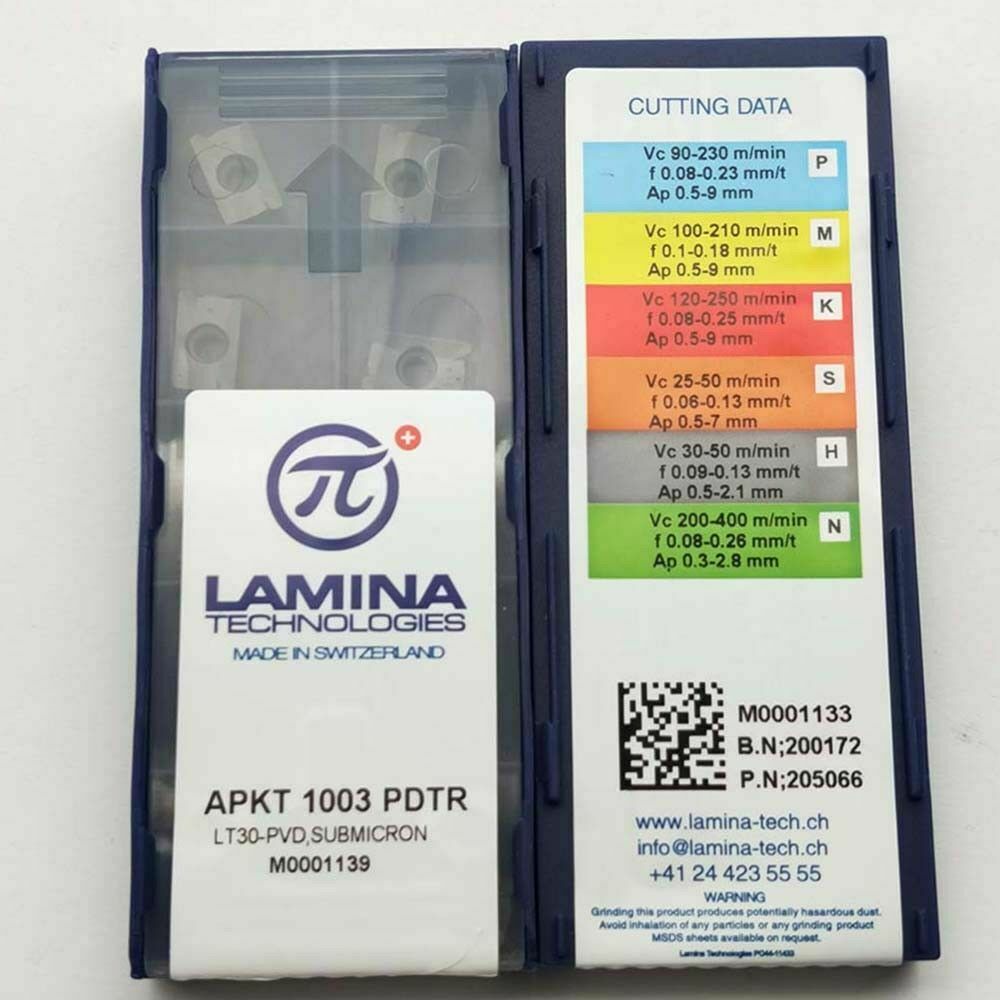 π
LAMINA
TECHNOLOGIES
MADE IN SWITZERLAND
APKT 1003 PDTR
LT30-PVD,SUBMICRON
M0001139
CUTTING DATA
Vc 90-230 m/min
f 0.08-0.23 mm/t
Ap 0.5-9 mm
P
Vc 100-210 m/min
f 0.1-0.18 mm/t
Ap 0.5-9 mm
M
Vc 120-250 m/min
f 0.08-0.25 mm/t
Ap 0.5-9 mm
K
Vc 25-50 m/min
f 0.06-0.13 mm/t
Ap 0.5-7 mm
S
Vc 30-50 m/min
f 0.09-0.13 mm/t
Ap 0.5-2.1 mm
H
Vc 200-400 m/min
f 0.08-0.26 mm/t
Ap 0.3-2.8 mm
N
M0001133
B.N;200172
P.N;205066
www.lamina-tech.ch
info@lamina-tech.ch
+41 24 423 55 55
WARNING
Grinding this product produces potentially hazardous dust.
Avoid inhalation of any particles or any grinding product
MSDS sheets available on request.
Lamina Technologies PO44-11433